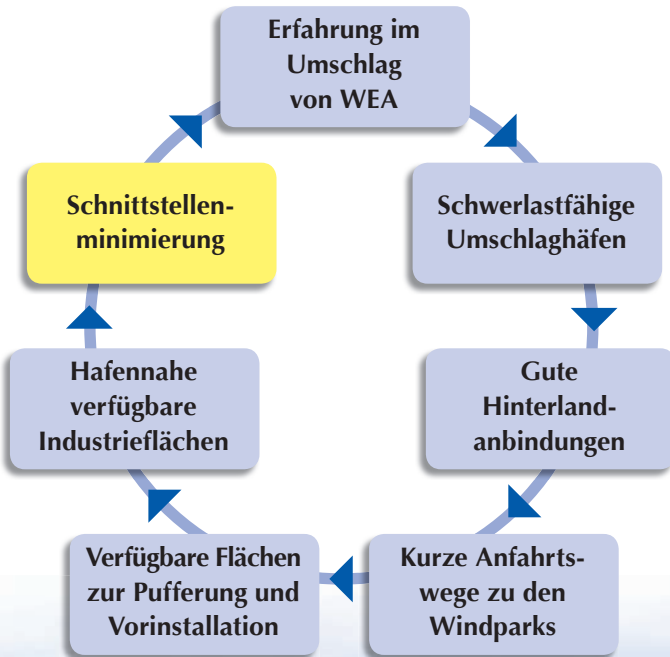 Erfahrung im
Umschlag
von WEA
Schwerlastfähige
Umschlaghäfen
Gute
Hinterland-
anbindungen
Kurze Anfahrts-
wege zu den
Windparks
Verfügbare Flächen
zur Pufferung und
Vorinstallation
Hafennahe
verfügbare
Industrieflächen
Schnittstellen-
minimierung